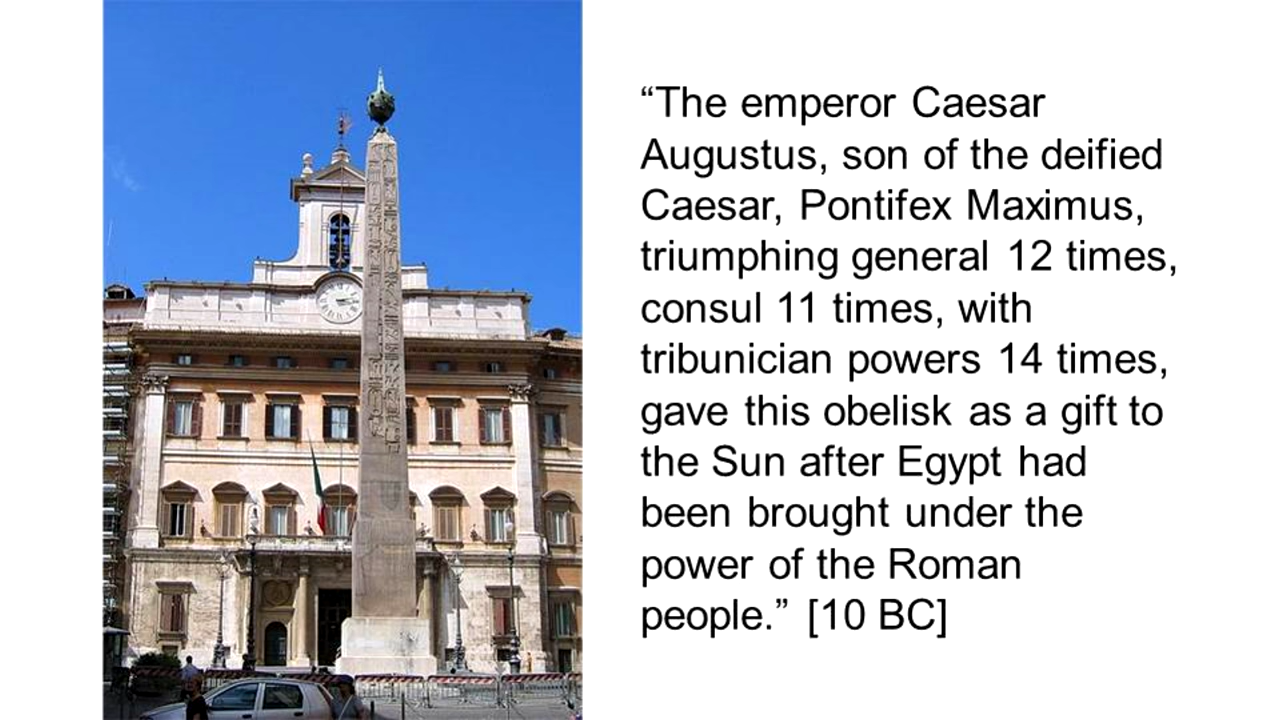 “The emperor Caesar
Augustus, son of the deified
Caesar, Pontifex Maximus,
triumphing general 12 times,
consul 11 times, with
tribunician powers 14 times,
gave this obelisk as a gift to
the Sun after Egypt had
been brought under the
power of the Roman
people.” [10 BC]